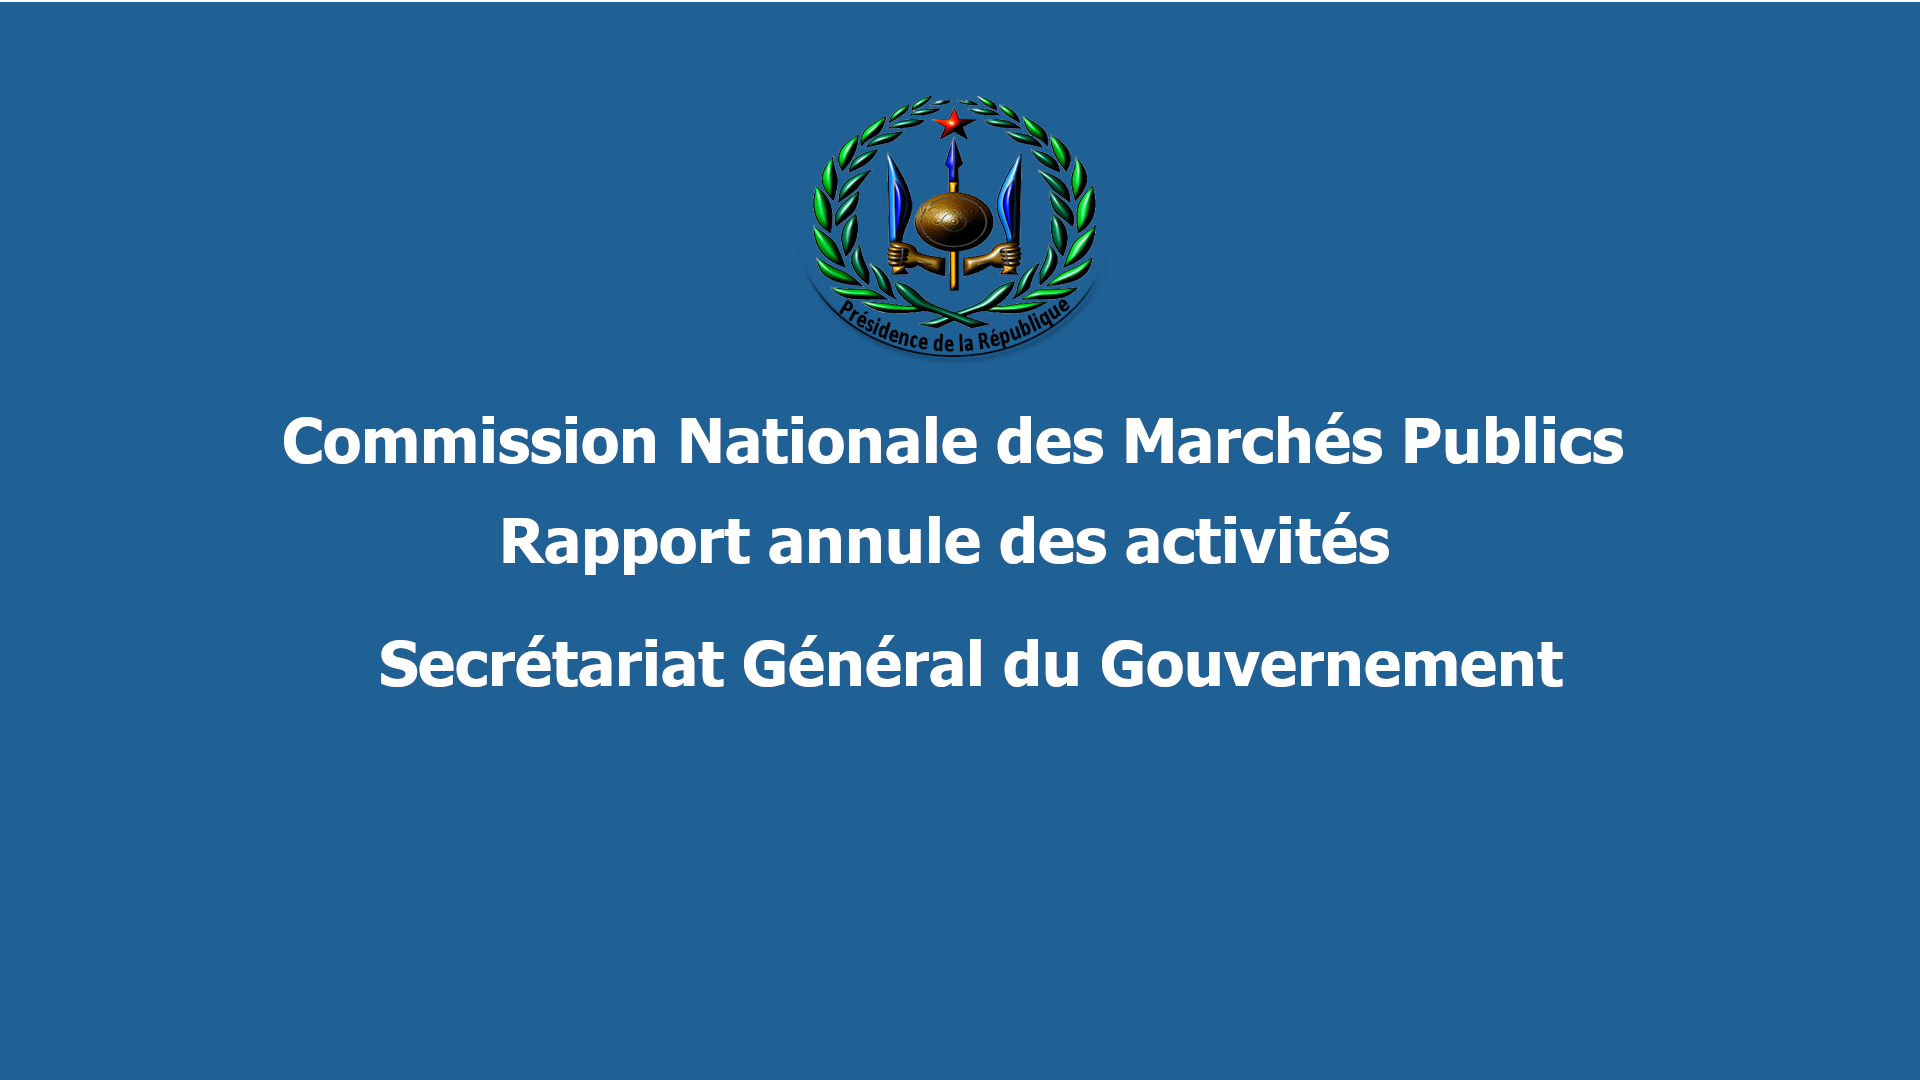 Présidence de la République
Commission Nationale des Marchés Publics
Rapport annule des activités
Secrétariat Général du Gouvernement